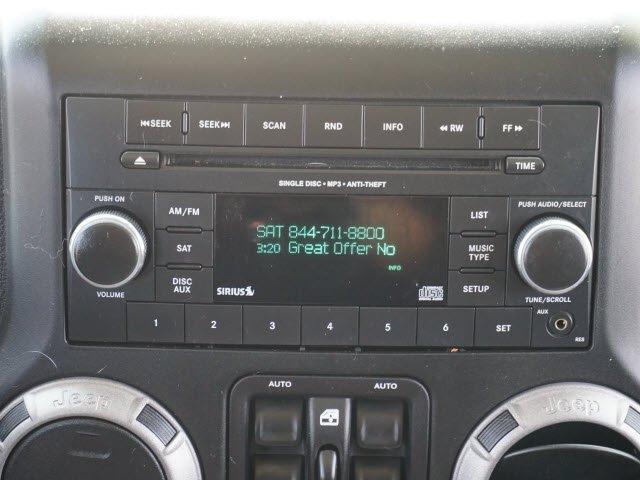 SEEK
SEEK
SCAN
RND
INFO
RW
FF
TIME
SINGLE DISC • MP3 • ANTI-THEFT
PUSH ON
VOLUME
AM/FM
SAT
DISC
AUX
SAT 844-711-8800
3:20 Great Offer No
INFO
SIRIUS
COMPACT
disc
LIST
MUSIC
TYPE
SETUP
PUSH AUDIO/SELECT
TUNE/SCROLL
1
2
3
4
5
6
SET
AUX
RES
AUTO
AUTO
Jeep
Jeep